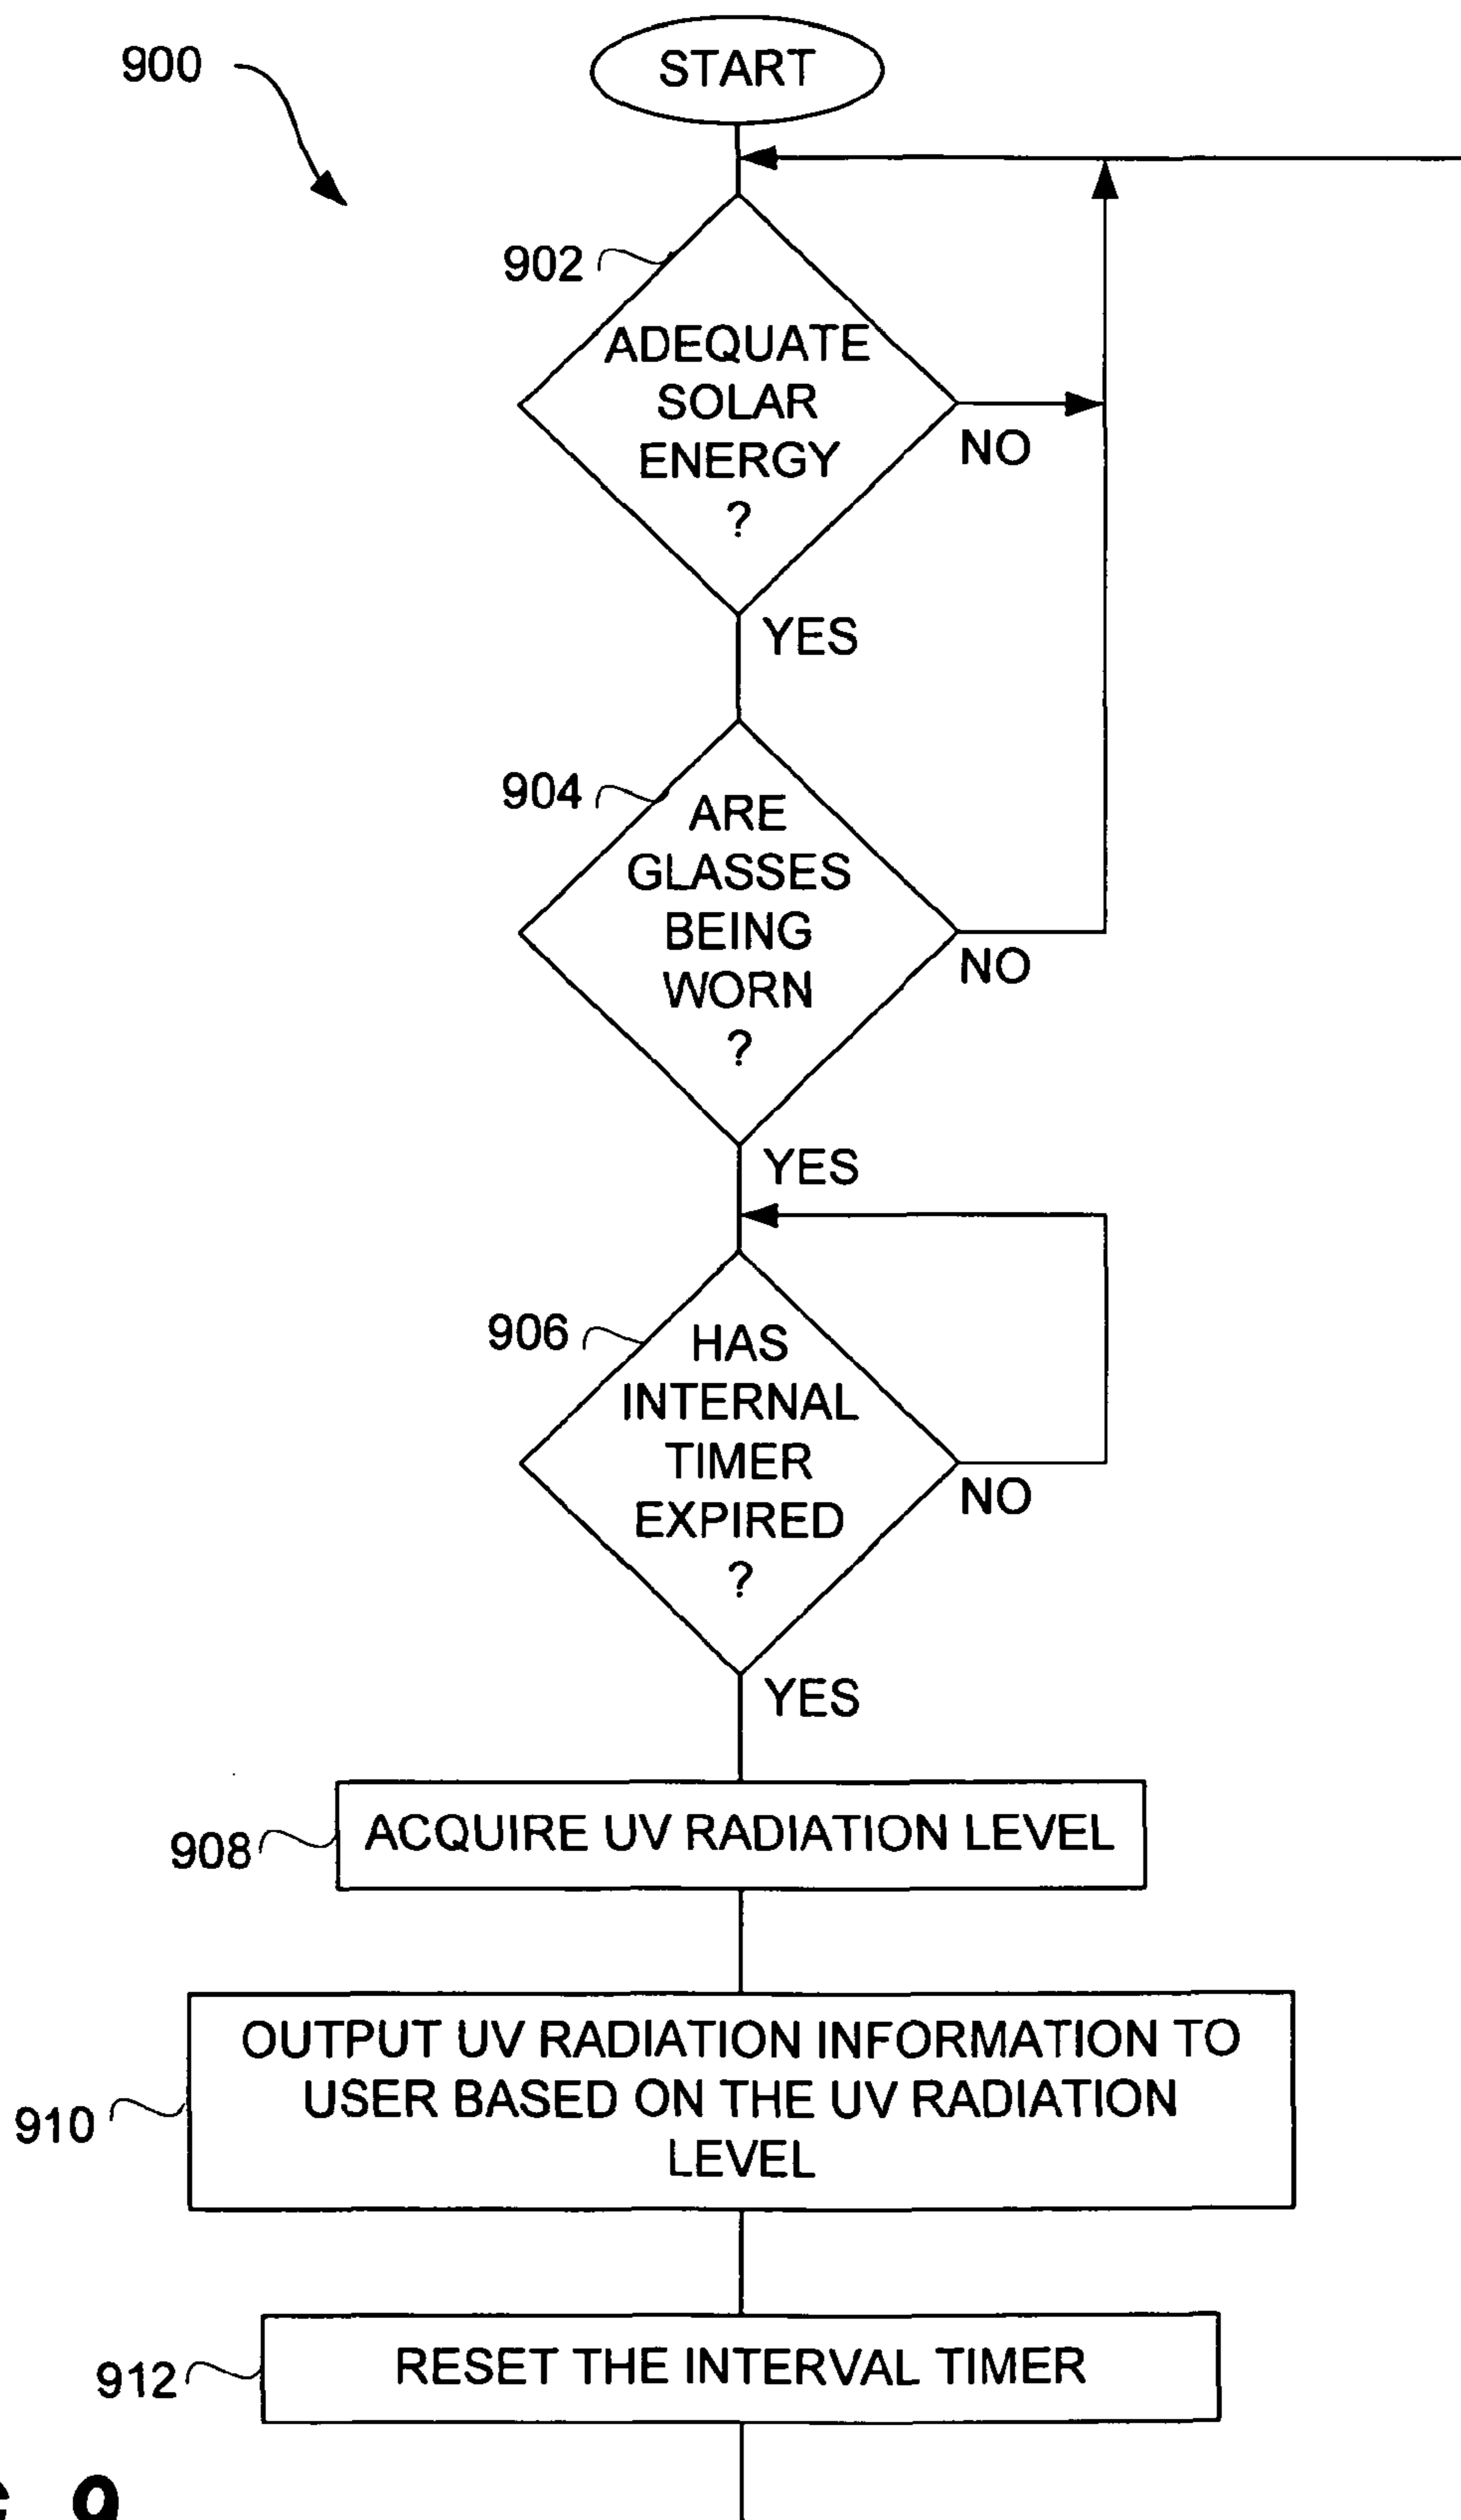 900
START
902
ADEQUATE
SOLAR
ENERGY
?
NO
YES
904
ARE
GLASSES
BEING
WORN
?
NO
YES
906
HAS
INTERNAL
TIMER
EXPIRED
?
NO
YES
908
ACQUIRE UV RADIATION LEVEL
910
OUTPUT UV RADIATION INFORMATION TO
USER BASED ON THE UV RADIATION
LEVEL
912
RESET THE INTERVAL TIMER
9